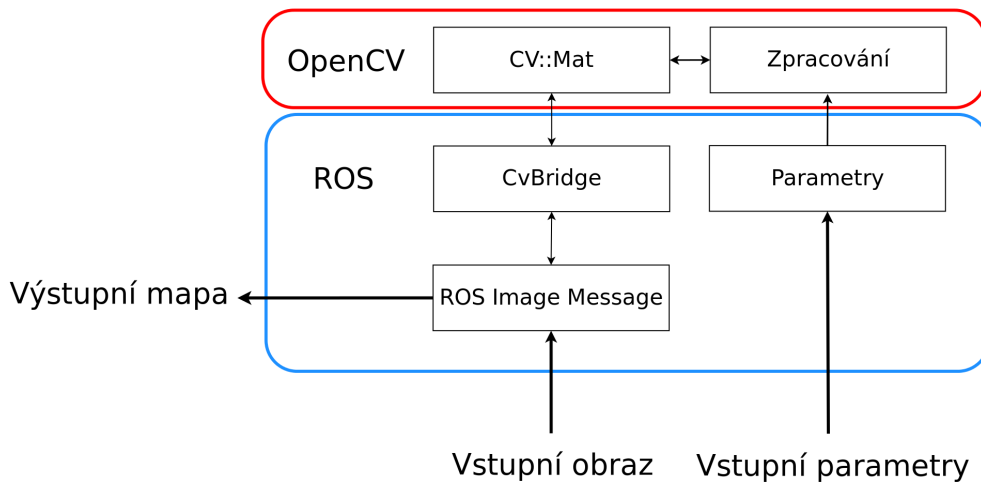 OpenCV
CV::Mat
Zpracování
ROS
CvBridge
Parametry
Výstupní mapa
ROS Image Message
Vstupní obraz
Vstupní parametry